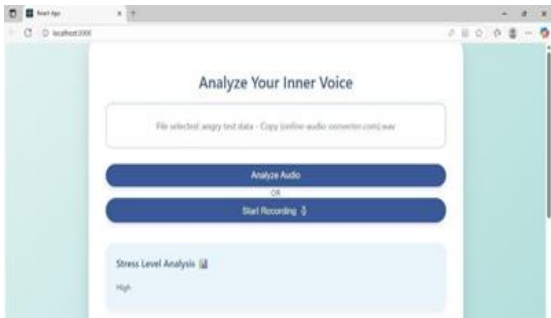 React App
localhost:3000
Analyze Your Inner Voice
File selected: angry test data - Copy (online-audio-converter.com).wav
Analyze Audio
OR
Start Recording
Stress Level Analysis
High